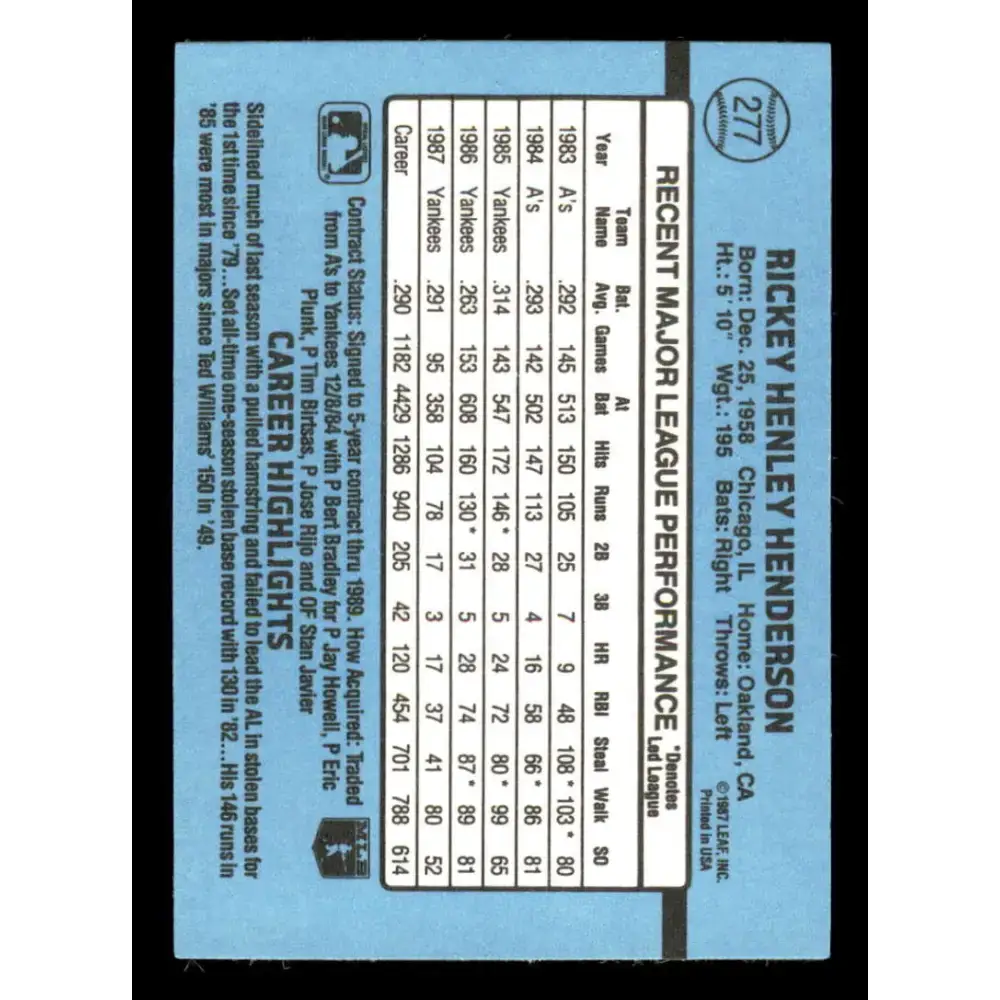 277
RICKEY HENLEY HENDERSON
Born: Dec. 25, 1958 Chicago, IL Home: Oakland, CA
Ht.: 5'10" Wgt.: 195 Bats: Right Throws: Left
©1987 LEAF, INC.
Printed in USA
RECENT MAJOR LEAGUE PERFORMANCE *Denotes Led League
Year Team Name Bat. Avg. Games At Bat Hits Runs 2B 3B HR RBI Steal Walk SO
1983 A's .292 145 513 150 105 25 7 9 48 108* 103* 80
1984 A's .293 142 502 147 113 27 4 16 58 66* 86 81
1985 Yankees .314 143 547 172 146* 28 5 24 72 80* 99 65
1986 Yankees .263 153 608 160 130* 31 5 28 74 87* 89 81
1987 Yankees .291 95 358 104 78 17 3 17 37 41 80 52
Career .290 1182 4429 1286 940 205 42 120 454 701 788 614
Contract Status: Signed to 5-year contract thru 1989. How Acquired: Traded
from A's to Yankees 12/8/84 with P Bert Bradley for P Jay Howell, P Eric
Plunk, P Tim Birtsas, P Jose Rijo and OF Stan Javier
MLB
CAREER HIGHLIGHTS
Sidelined much of last season with a pulled hamstring and failed to lead the AL in stolen bases for
the 1st time since '79...Set all-time one-season stolen base record with 130 in '82...His 146 runs in
'85 were most in majors since Ted Williams' 150 in '49.